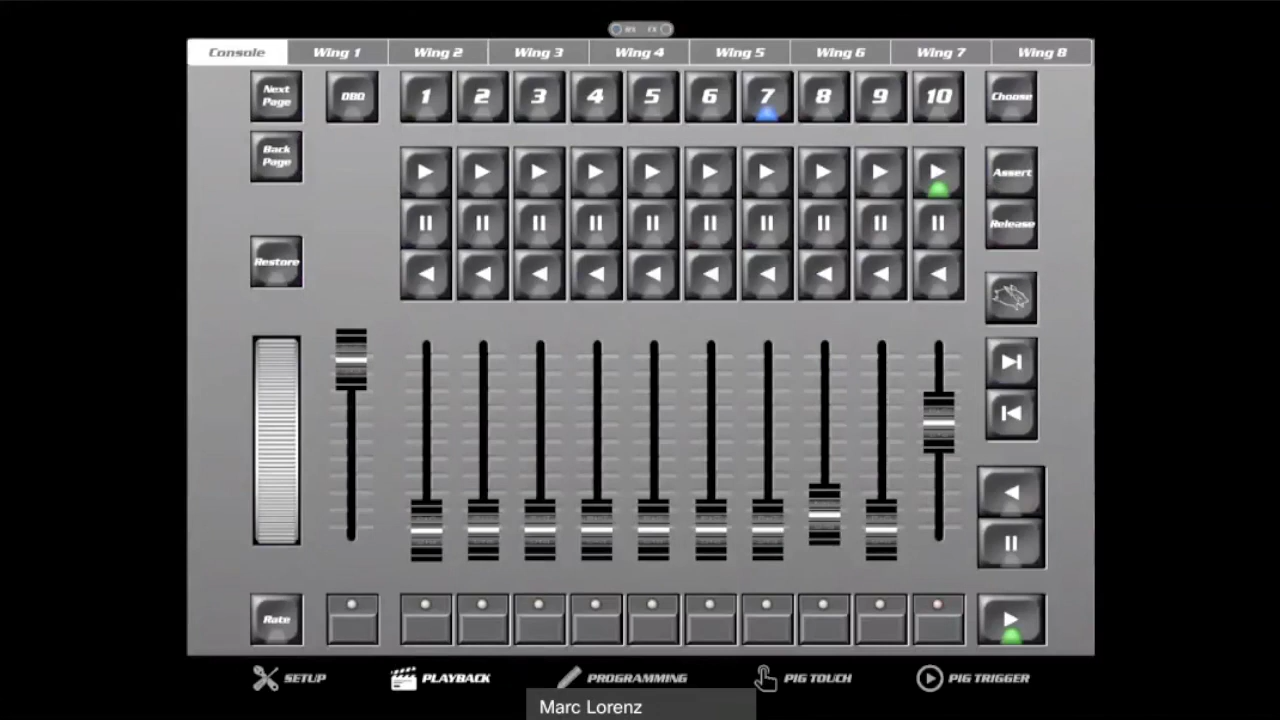 Console Wing 1 Wing 2 Wing 3 Wing 4 Wing 5 Wing 6 Wing 7 Wing 8
Next Page
DBO
1 2 3 4 5 6 7 8 9 10
Choose
Back Page
Assert
Release
Restore
Rate
SETUP PLAYBACK PROGRAMMING PIG TOUCH PIG TRIGGER
Marc Lorenz